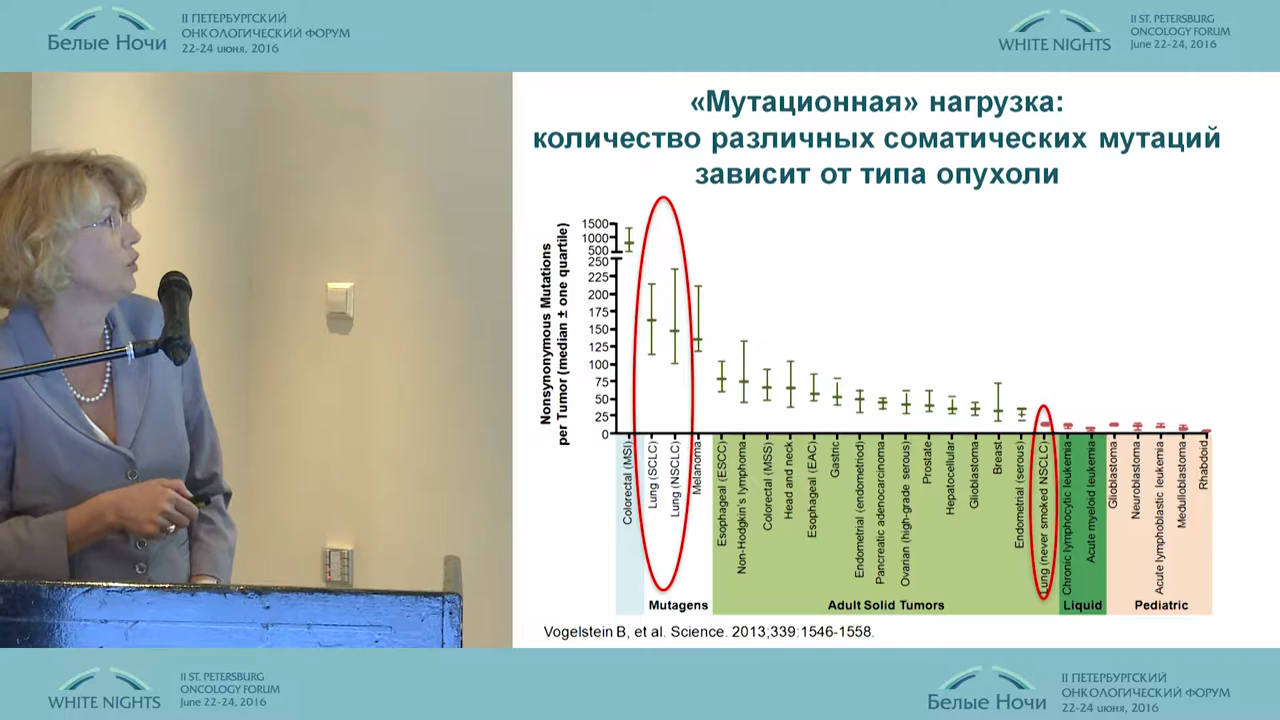 II ПЕТЕРБУРГСКИЙ
ОНКОЛОГИЧЕСКИЙ ФОРУМ
Белые Ночи
22-24 июня, 2016
II ST. PETERSBURG
ONCOLOGY FORUM
WHITE NIGHTS
June 22-24, 2016
«Мутационная» нагрузка:
количество различных соматических мутаций
зависит от типа опухоли
Nonsynonymous Mutations
per Tumor (median ± one quartile)
1500
1000
500
250
225
200
175
150
125
100
75
50
25
0
Colorectal (MSI)
Lung (SCLC)
Lung (NSCLC)
Melanoma
Esophageal (ESCC)
Non-Hodgkin's lymphoma
Colorectal (MSS)
Head and neck
Esophageal (EAC)
Gastric
Endometrial (endometriod)
Pancreatic adenocarcinoma
Ovarian (high-grade serous)
Prostate
Hepatocellular
Glioblastoma
Breast
Endometrial (serous)
Lung (never smoked NSCLC)
Chronic lymphocytic leukemia
Acute myeloid leukemia
Glioblastoma
Neuroblastoma
Acute lymphoblastic leukemia
Medulloblastoma
Rhabdoid
Mutagens
Adult Solid Tumors
Liquid
Pediatric
Vogelstein B, et al. Science. 2013;339:1546-1558.
II ST. PETERSBURG
ONCOLOGY FORUM
WHITE NIGHTS
June 22-24, 2016
II ПЕТЕРБУРГСКИЙ
ОНКОЛОГИЧЕСКИЙ ФОРУМ
Белые Ночи
22-24 июня, 2016